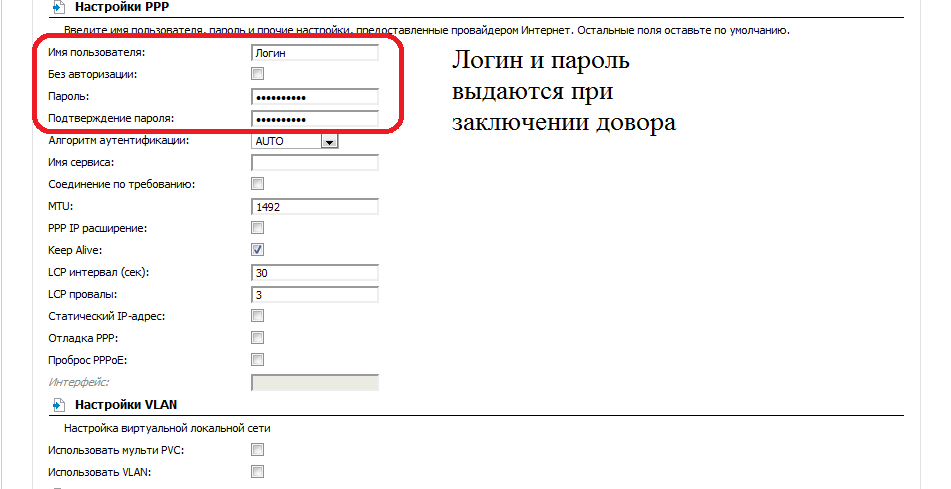 Настройки PPP
Введите имя пользователя, пароль и прочие настройки, предоставленные провайдером Интернет. Остальные поля оставьте по умолчанию.
Имя пользователя: Логин
Без авторизации:
Пароль: ••••••••••
Подтверждение пароля: ••••••••••
Логин и пароль
выдаются при
заключении довора
Алгоритм аутентификации: AUTO
Имя сервиса:
Соединение по требованию:
MTU: 1492
PPP IP расширение:
Keep Alive:
LCP интервал (сек): 30
LCP провалы: 3
Статический IP-адрес:
Отладка PPP:
Проброс PPPoE:
Интерфейс:
Настройки VLAN
Настройка виртуальной локальной сети
Использовать мульти PVC:
Использовать VLAN: